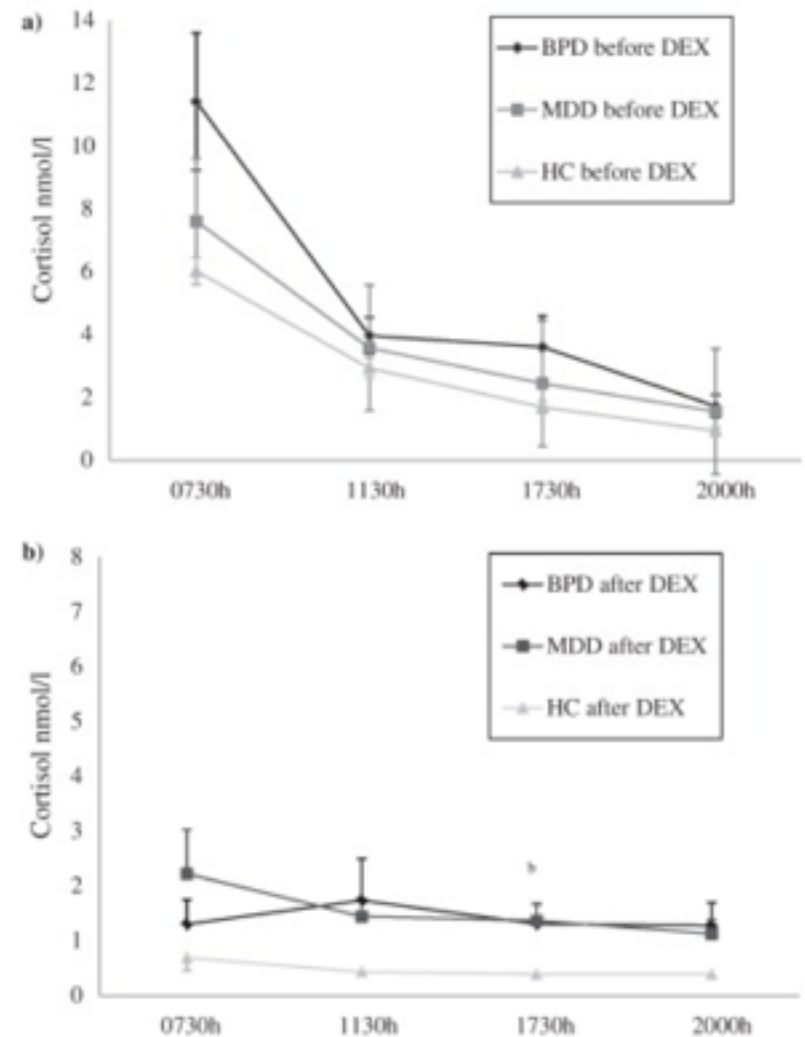 a)
14
12
10
8
6
4
2
0
Cortisol nmol/l
BPD before DEX
MDD before DEX
HC before DEX
0730h 1130h 1730h 2000h
b)
8
7
6
5
4
3
2
1
0
Cortisol nmol/l
BPD after DEX
MDD after DEX
HC after DEX
b
0730h 1130h 1730h 2000h